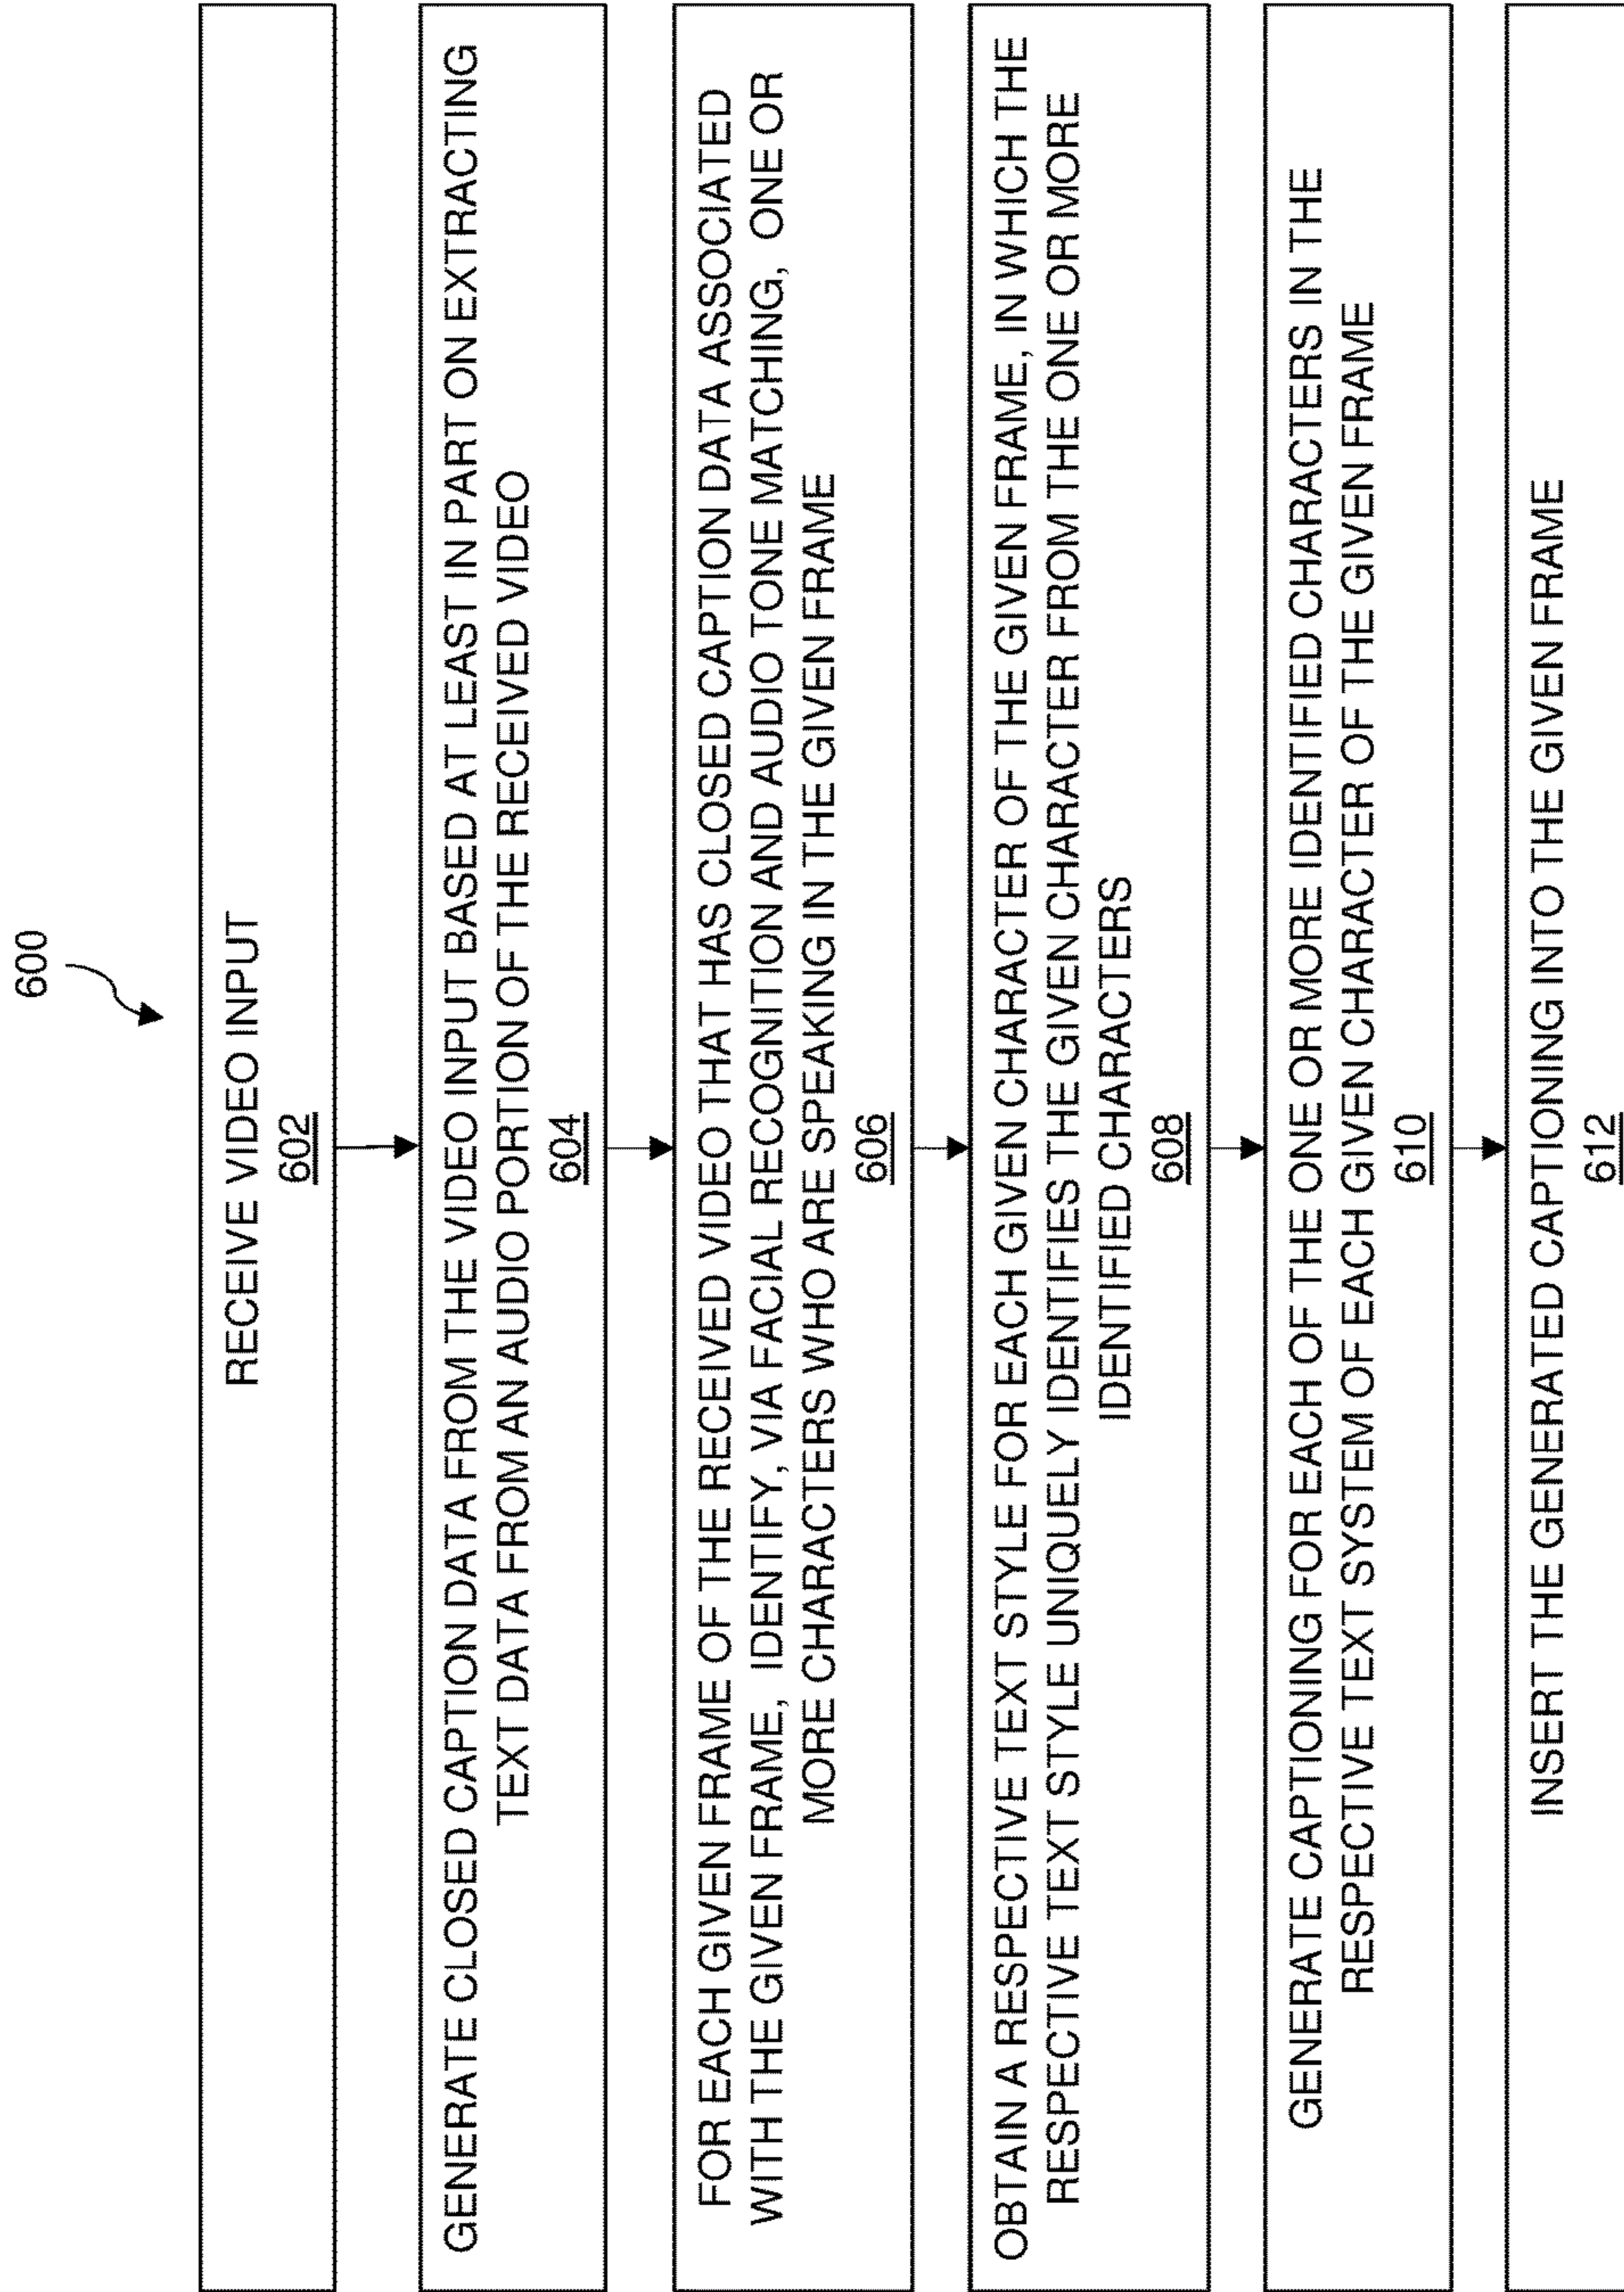 600
RECEIVE VIDEO INPUT
602
GENERATE CLOSED CAPTION DATA FROM THE VIDEO INPUT BASED AT LEAST IN PART ON EXTRACTING
TEXT DATA FROM AN AUDIO PORTION OF THE RECEIVED VIDEO
604
FOR EACH GIVEN FRAME OF THE RECEIVED VIDEO THAT HAS CLOSED CAPTION DATA ASSOCIATED
WITH THE GIVEN FRAME, IDENTIFY, VIA FACIAL RECOGNITION AND AUDIO TONE MATCHING, ONE OR
MORE CHARACTERS WHO ARE SPEAKING IN THE GIVEN FRAME
606
OBTAIN A RESPECTIVE TEXT STYLE FOR EACH GIVEN CHARACTER OF THE GIVEN FRAME, IN WHICH THE
RESPECTIVE TEXT STYLE UNIQUELY IDENTIFIES THE GIVEN CHARACTER FROM THE ONE OR MORE
IDENTIFIED CHARACTERS
608
GENERATE CAPTIONING FOR EACH OF THE ONE OR MORE IDENTIFIED CHARACTERS IN THE
RESPECTIVE TEXT SYSTEM OF EACH GIVEN CHARACTER OF THE GIVEN FRAME
610
INSERT THE GENERATED CAPTIONING INTO THE GIVEN FRAME
612